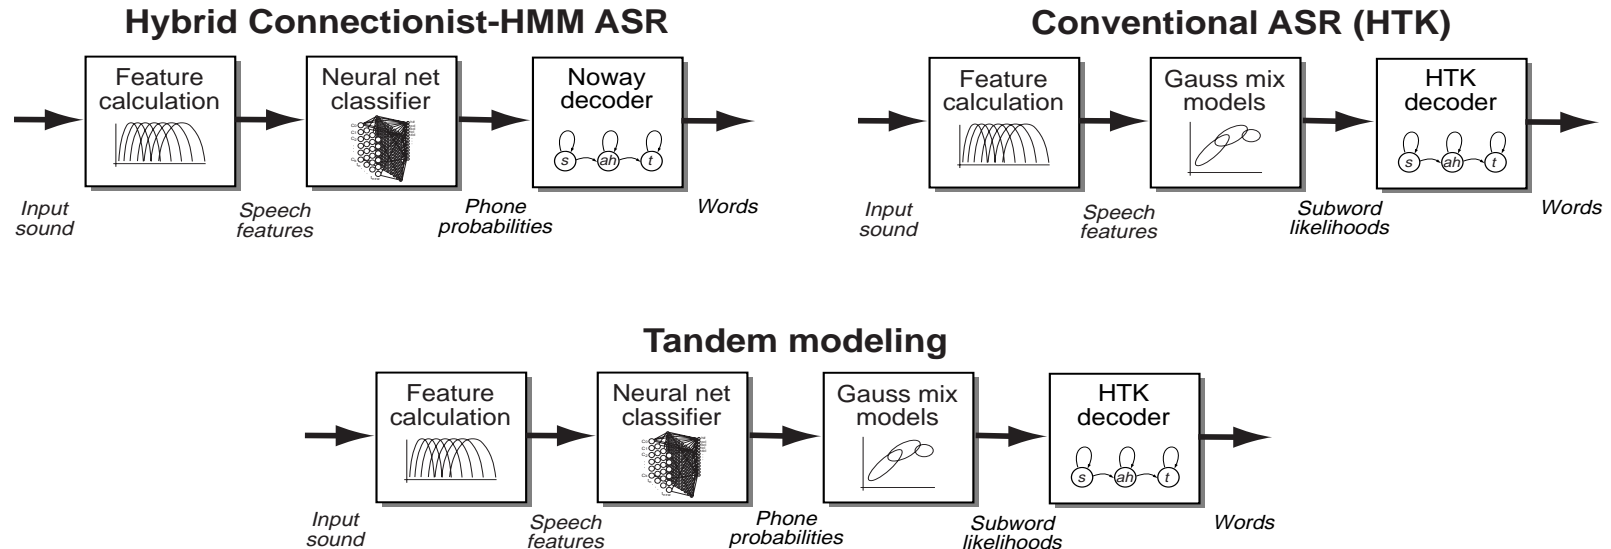 Hybrid Connectionist-HMM ASR
Feature
calculation
Neural net
classifier
Noway
decoder
s
ah
t
Input
sound
Speech
features
Phone
probabilities
Words
Conventional ASR (HTK)
Feature
calculation
Gauss mix
models
HTK
decoder
s
ah
t
Input
sound
Speech
features
Subword
likelihoods
Words
Tandem modeling
Feature
calculation
Neural net
classifier
Gauss mix
models
HTK
decoder
s
ah
t
Input
sound
Speech
features
Phone
probabilities
Subword
likelihoods
Words